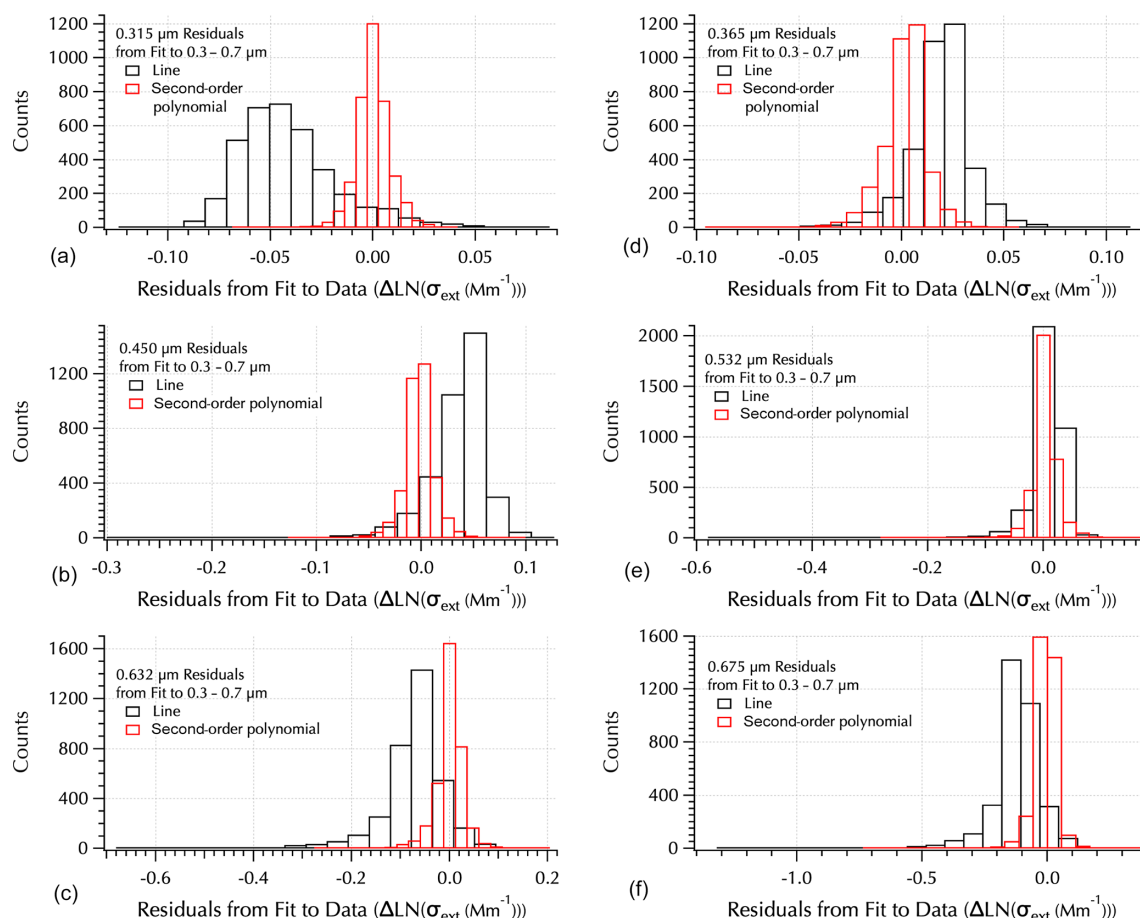 1200
1000
800
600
400
200
0
Counts
0.315 µm Residuals
from Fit to 0.3 – 0.7 µm
Line
Second-order
polynomial
-0.10
-0.05
0.00
0.05
(a)
Residuals from Fit to Data (ΔLN(σext (Mm-1)))
1200
1000
800
600
400
200
0
Counts
0.365 µm Residuals
from Fit to 0.3 – 0.7 µm
Line
Second-order
polynomial
-0.10
-0.05
0.00
0.05
0.10
(d)
Residuals from Fit to Data (ΔLN(σext (Mm-1)))
1200
800
400
0
Counts
0.450 µm Residuals
from Fit to 0.3 – 0.7 µm
Line
Second-order polynomial
-0.3
-0.2
-0.1
0.0
0.1
(b)
Residuals from Fit to Data (ΔLN(σext (Mm-1)))
2000
1500
1000
500
0
Counts
0.532 µm Residuals
from Fit to 0.3 – 0.7 µm
Line
Second-order polynomial
-0.6
-0.4
-0.2
0.0
(e)
Residuals from Fit to Data (ΔLN(σext (Mm-1)))
1600
1200
800
400
0
Counts
0.632 µm Residuals
from Fit to 0.3 – 0.7 µm
Line
Second-order polynomial
-0.6
-0.4
-0.2
0.0
0.2
(c)
Residuals from Fit to Data (ΔLN(σext (Mm-1)))
1600
1200
800
400
0
Counts
0.675 µm Residuals
from Fit to 0.3 – 0.7 µm
Line
Second-order polynomial
-1.0
-0.5
0.0
(f)
Residuals from Fit to Data (ΔLN(σext (Mm-1)))